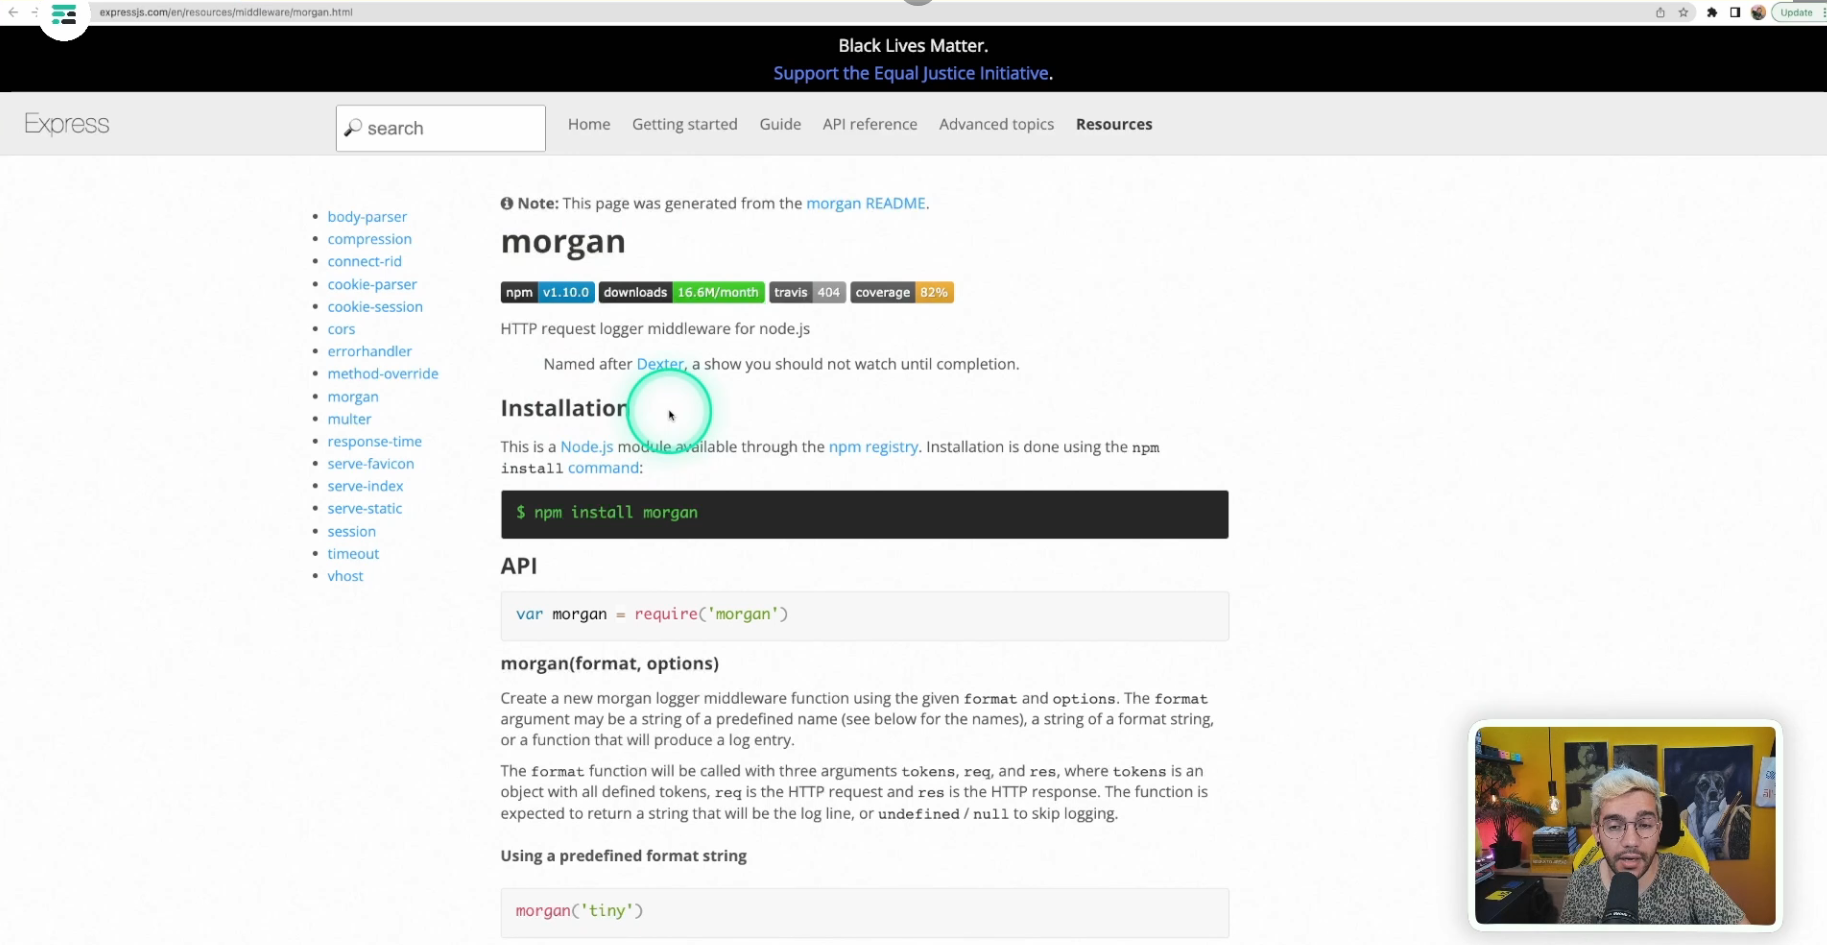 expressjs.com/en/resources/middleware/morgan.html
Update
Black Lives Matter.
Support the Equal Justice Initiative.
Express
search
Home Getting started Guide API reference Advanced topics Resources
body-parser
compression
connect-rid
cookie-parser
cookie-session
cors
errorhandler
method-override
morgan
multer
response-time
serve-favicon
serve-index
serve-static
session
timeout
vhost
Note: This page was generated from the morgan README.
morgan
npm v1.10.0 downloads 16.6M/month travis 404 coverage 82%
HTTP request logger middleware for node.js
Named after Dexter, a show you should not watch until completion.
Installation
This is a Node.js module available through the npm registry. Installation is done using the npm
install command:
$ npm install morgan
API
var morgan = require('morgan')
morgan(format, options)
Create a new morgan logger middleware function using the given format and options. The format
argument may be a string of a predefined name (see below for the names), a string of a format string,
or a function that will produce a log entry.
The format function will be called with three arguments tokens, req, and res, where tokens is an
object with all defined tokens, req is the HTTP request and res is the HTTP response. The function is
expected to return a string that will be the log line, or undefined / null to skip logging.
Using a predefined format string
morgan('tiny')